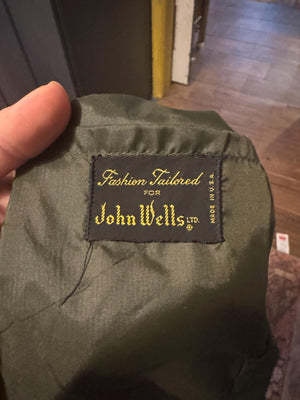 Fashion Tailored
FOR
John Wells LTD.
MADE IN U.S.A.